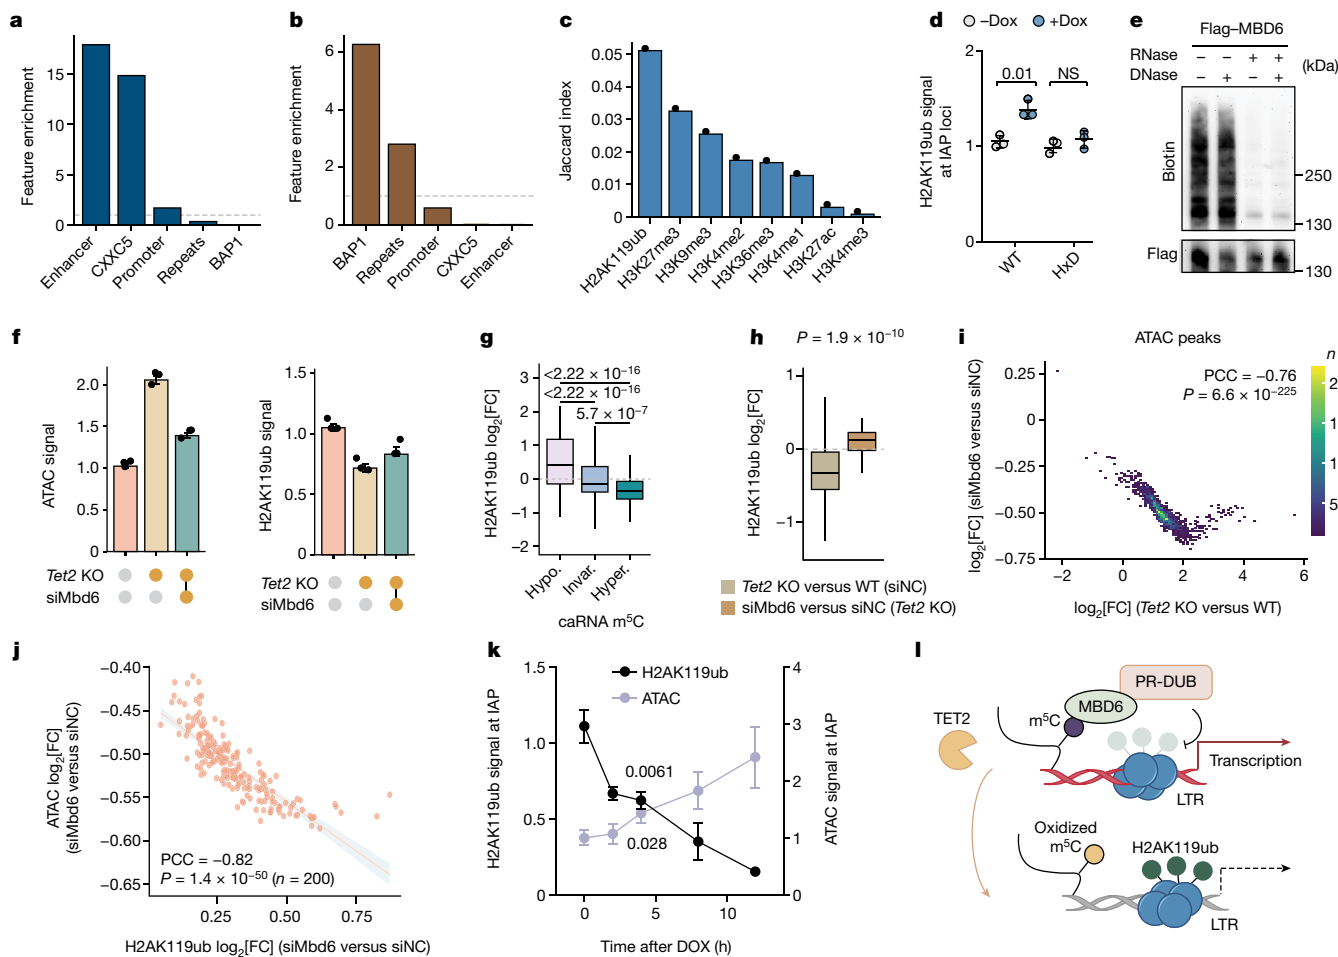 a
Feature enrichment
15
10
5
0
Enhancer
CXXC5
Promoter
Repeats
BAP1
b
Feature enrichment
6
4
2
0
BAP1
Repeats
Promoter
CXXC5
Enhancer
c
Jaccard index
0.05
0.04
0.03
0.02
0.01
0
H2AK119ub
H3K27me3
H3K9me3
H3K4me2
H3K36me3
H3K4me1
H3K27ac
H3K4me3
d
–Dox +Dox
H2AK119ub signal
at IAP loci
2
1
0
0.01 NS
WT HxD
e
Flag–MBD6
RNase – – + +
DNase – + – +
(kDa)
Biotin
250
130
Flag
130
f
ATAC signal
2.0
1.5
1.0
0.5
0
Tet2 KO
siMbd6
H2AK119ub signal
1.5
1.0
0.5
0
Tet2 KO
siMbd6
g
H2AK119ub log2[FC]
3
2
1
0
−1
−2
<2.22 × 10−16
<2.22 × 10−16
5.7 × 10−7
Hypo.
Invar.
Hyper.
caRNA m5C
h
P = 1.9 × 10−10
H2AK119ub log2[FC]
1
0
−1
Tet2 KO versus WT (siNC)
siMbd6 versus siNC (Tet2 KO)
i
ATAC peaks
log2[FC] (siMbd6 versus siNC)
0.25
0
−0.25
−0.50
−0.75
PCC = −0.76
P = 6.6 × 10−225
−2 0 2 4 6
log2[FC] (Tet2 KO versus WT)
n
2
1
1
5
j
ATAC log2[FC]
(siMbd6 versus siNC)
−0.40
−0.45
−0.50
−0.55
−0.60
−0.65
PCC = −0.82
P = 1.4 × 10−50 (n = 200)
0.25 0.50 0.75
H2AK119ub log2[FC] (siMbd6 versus siNC)
k
H2AK119ub signal at IAP
1.5
1.0
0.5
0
H2AK119ub
ATAC
0.0061
0.028
0 5 10
Time after DOX (h)
4
3
2
1
0
ATAC signal at IAP
l
PR-DUB
MBD6
m5C
TET2
Transcription
LTR
Oxidized
m5C
H2AK119ub
LTR